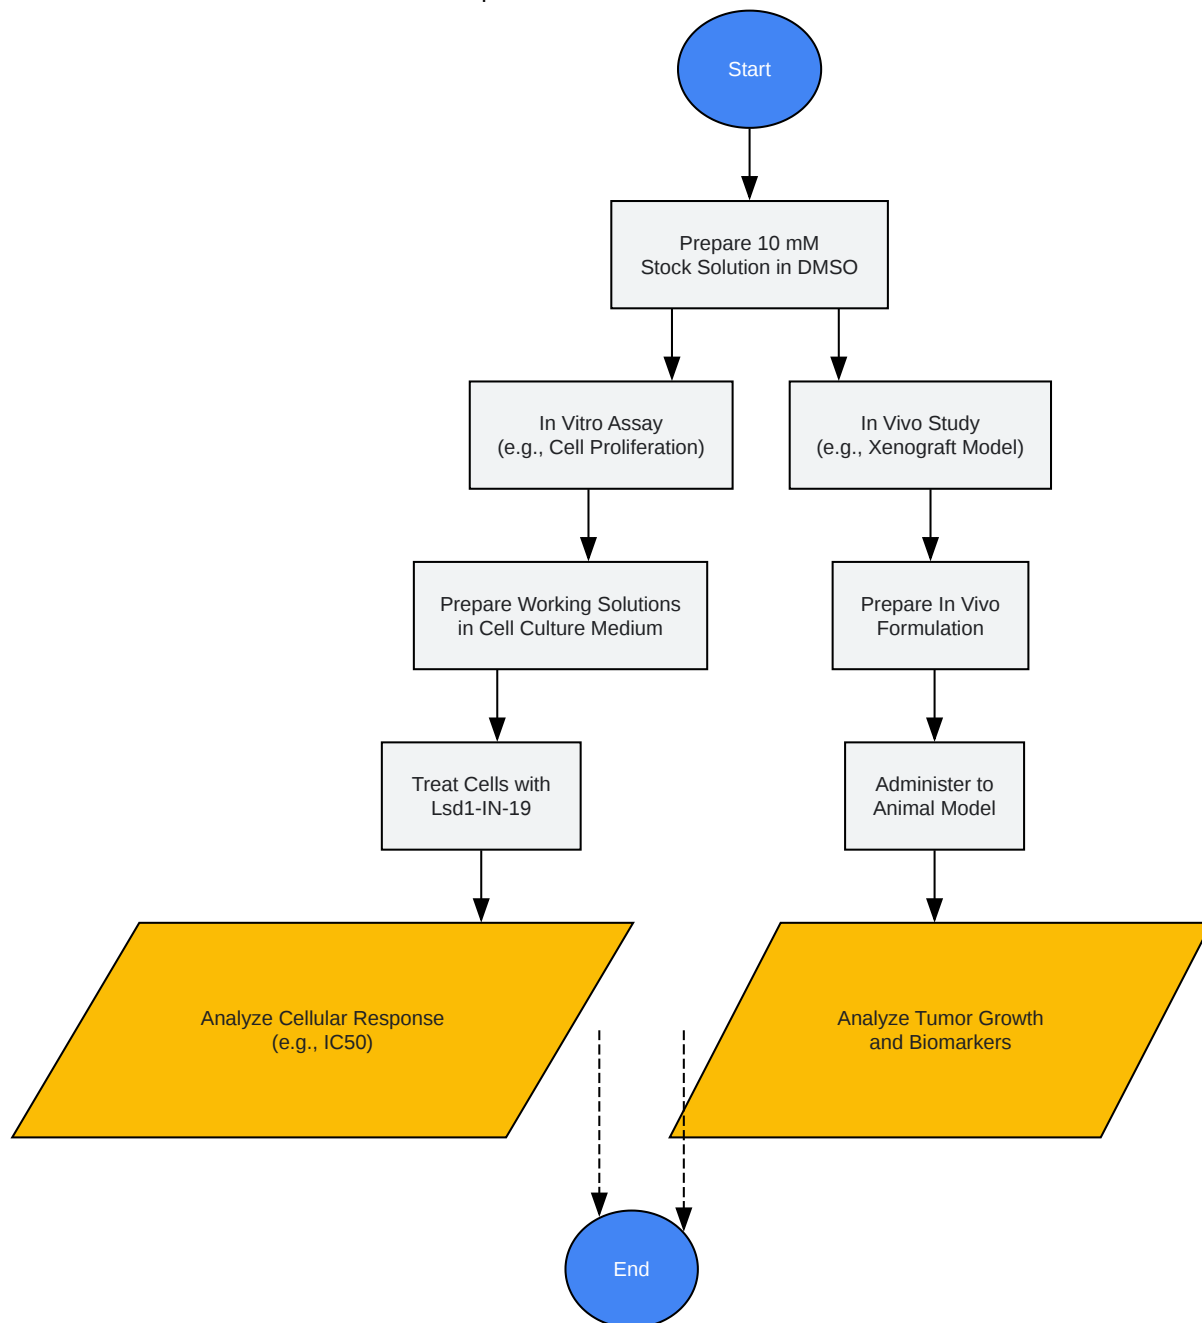 Start
Prepare 10 mM
Stock Solution in DMSO
In Vitro Assay
(e.g., Cell Proliferation)
In Vivo Study
(e.g., Xenograft Model)
Prepare Working Solutions
in Cell Culture Medium
Prepare In Vivo
Formulation
Treat Cells with
Lsd1-IN-19
Administer to
Animal Model
Analyze Cellular Response
(e.g., IC50)
Analyze Tumor Growth
and Biomarkers
End